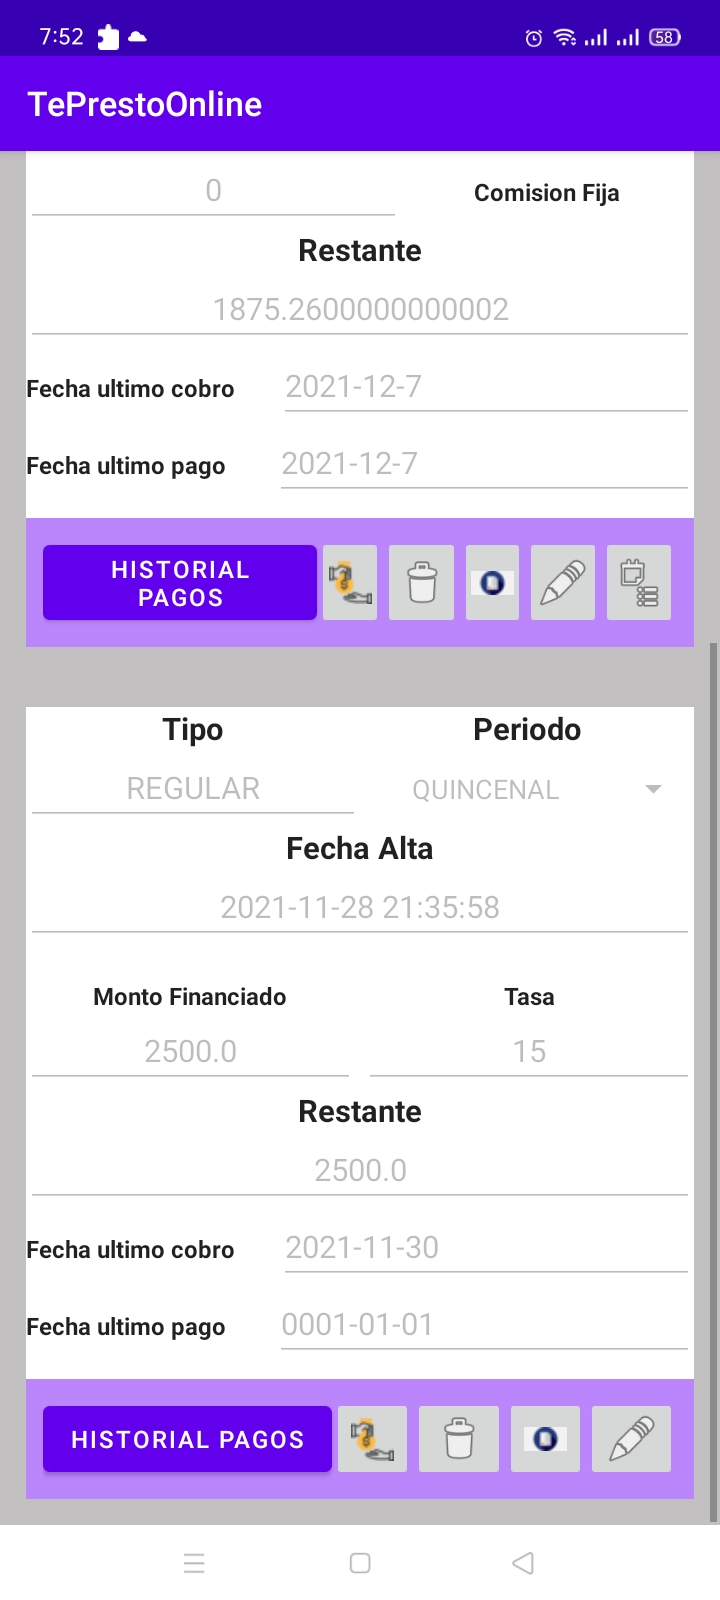 7:52
58
TePrestoOnline
0
Comision Fija
Restante
1875.2600000000002
Fecha ultimo cobro
2021-12-7
Fecha ultimo pago
2021-12-7
HISTORIAL
PAGOS
Tipo
Periodo
REGULAR
QUINCENAL
Fecha Alta
2021-11-28 21:35:58
Monto Financiado
Tasa
2500.0
15
Restante
2500.0
Fecha ultimo cobro
2021-11-30
Fecha ultimo pago
0001-01-01
HISTORIAL PAGOS